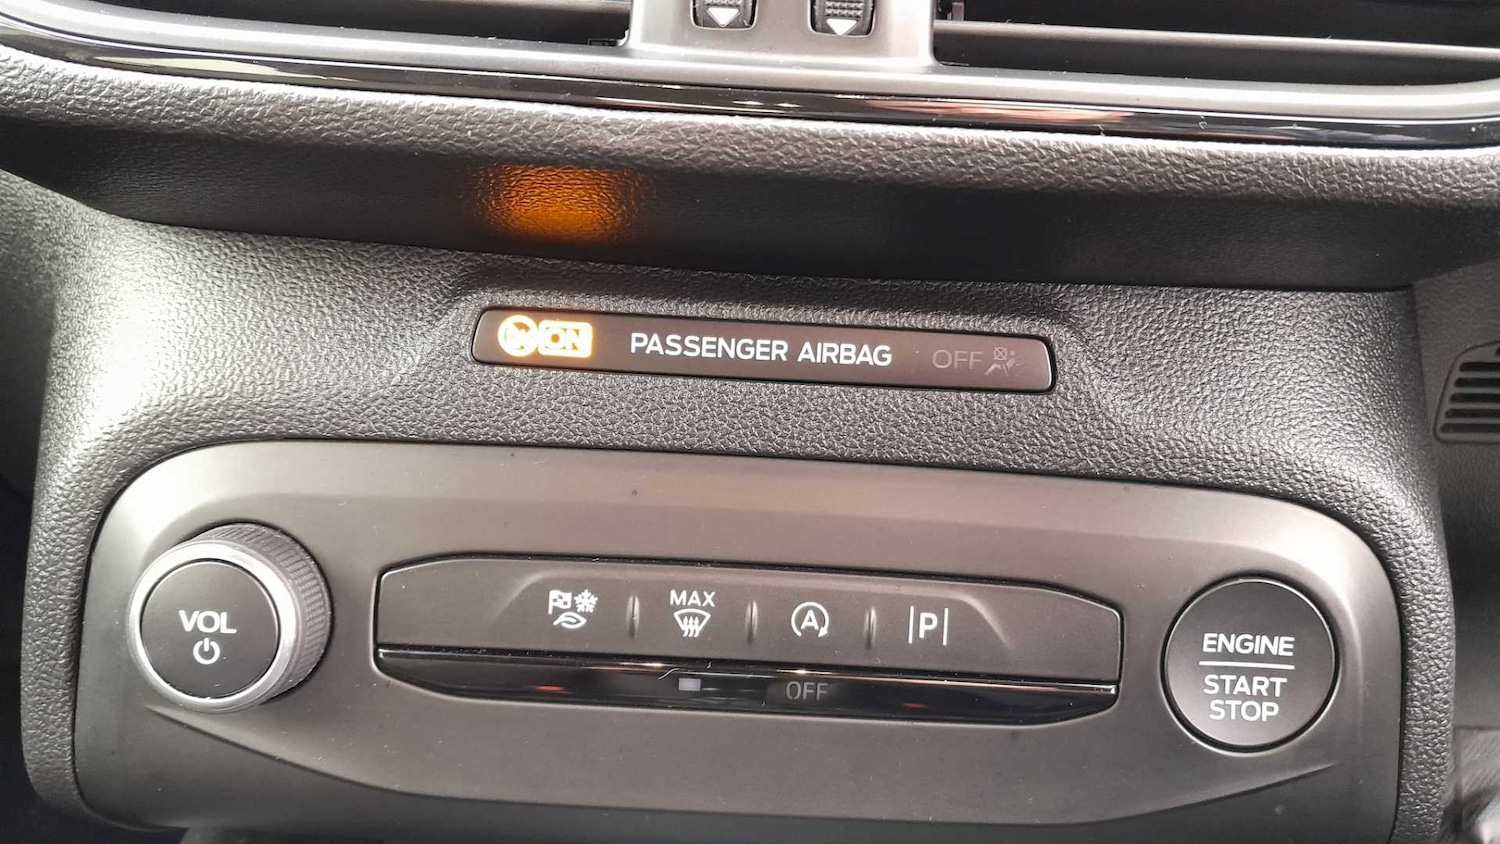 ON PASSENGER AIRBAG OFF
VOL
MAX
A
P
OFF
ENGINE
START
STOP